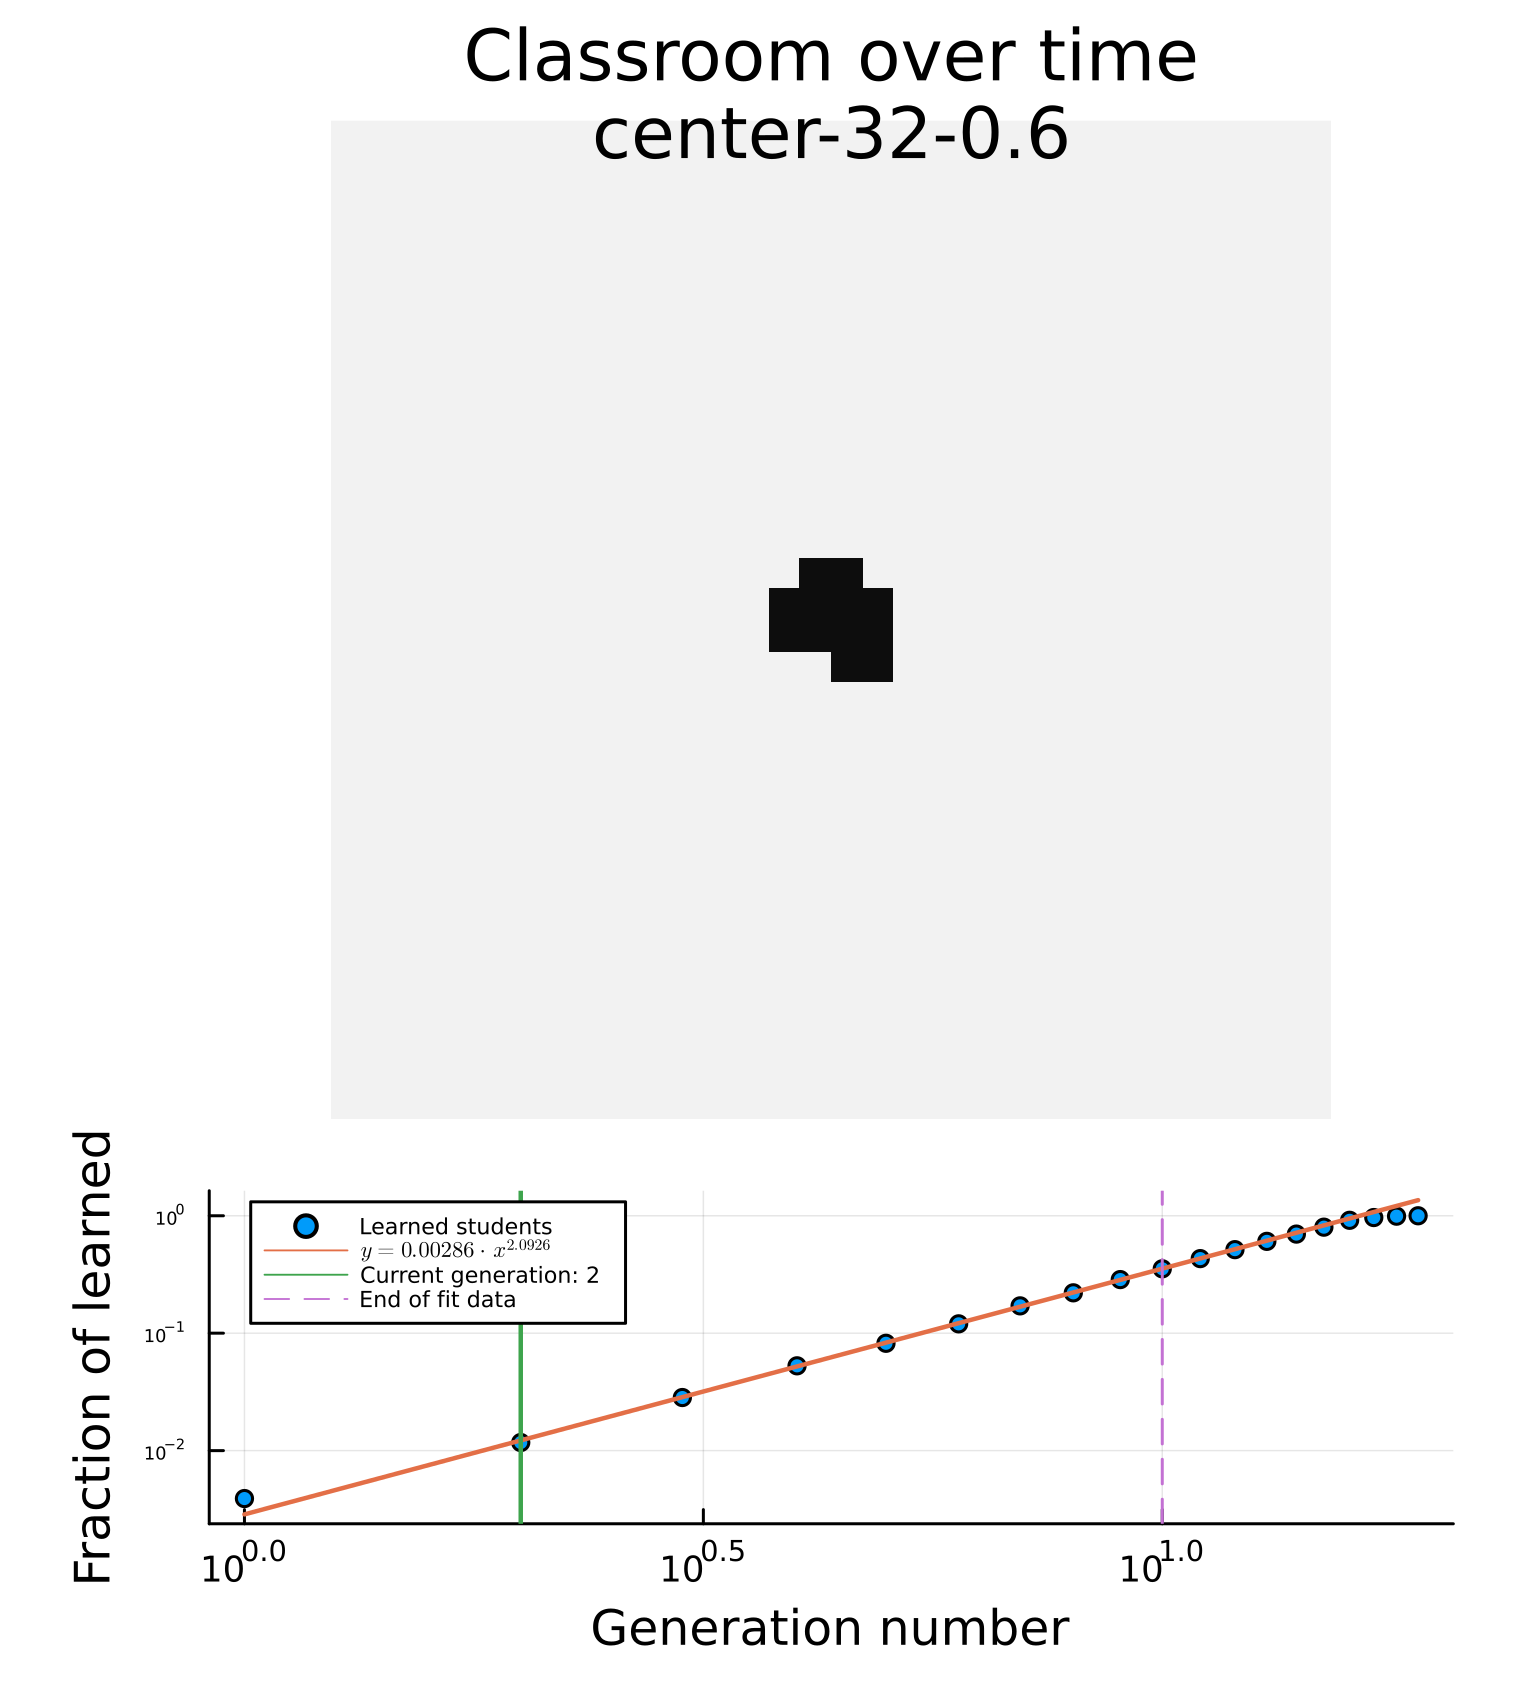 Classroom over time
center-32-0.6
Fraction of learned
10⁰
10⁻¹
10⁻²
Learned students
y = 0.00286 · x^2.0926
Current generation: 2
End of fit data
10^0.0
10^0.5
10^1.0
Generation number